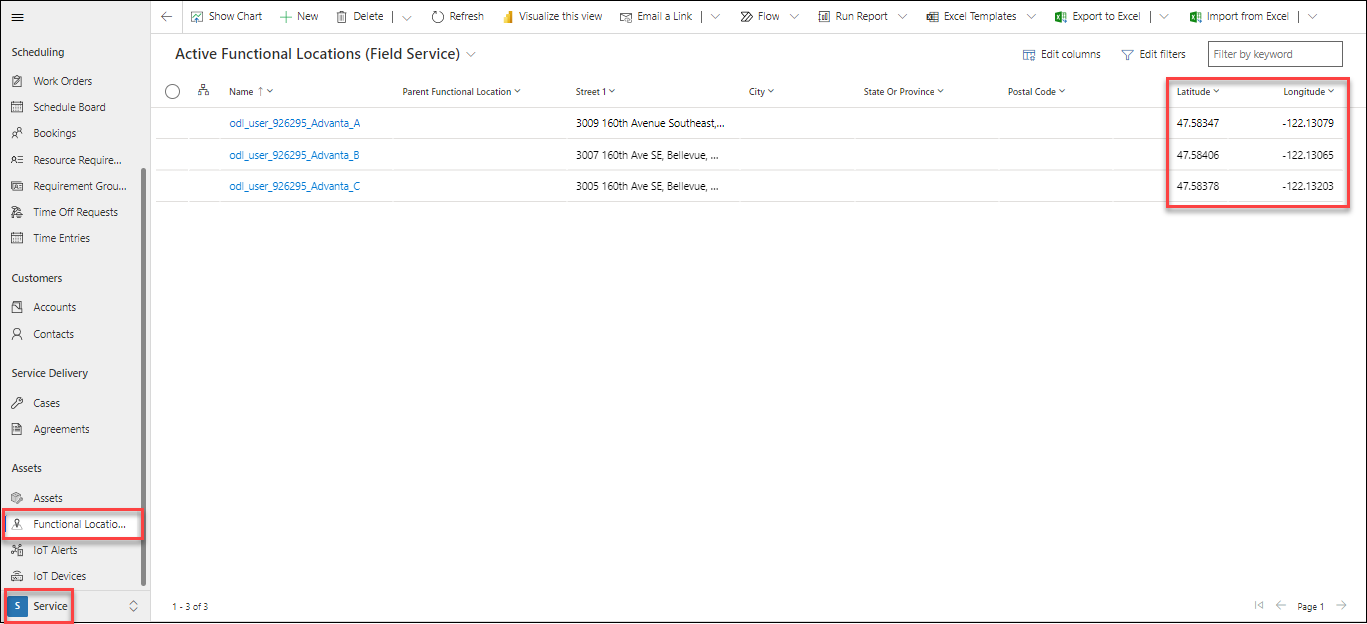 Show Chart New Delete Refresh Visualize this view Email a Link Flow Run Report Excel Templates Export to Excel Import from Excel
Active Functional Locations (Field Service) Edit columns Edit filters Filter by keyword
Name Parent Functional Location Street 1 City State Or Province Postal Code Latitude Longitude
odl_user_926295_Advanta_A 3009 160th Avenue Southeast,... 47.58347 -122.13079
odl_user_926295_Advanta_B 3007 160th Ave SE, Bellevue, ... 47.58406 -122.13065
odl_user_926295_Advanta_C 3005 160th Ave SE, Bellevue, ... 47.58378 -122.13203
Scheduling
Work Orders
Schedule Board
Bookings
Resource Require...
Requirement Grou...
Time Off Requests
Time Entries
Customers
Accounts
Contacts
Service Delivery
Cases
Agreements
Assets
Assets
Functional Locatio...
IoT Alerts
IoT Devices
S Service
1 - 3 of 3 Page 1